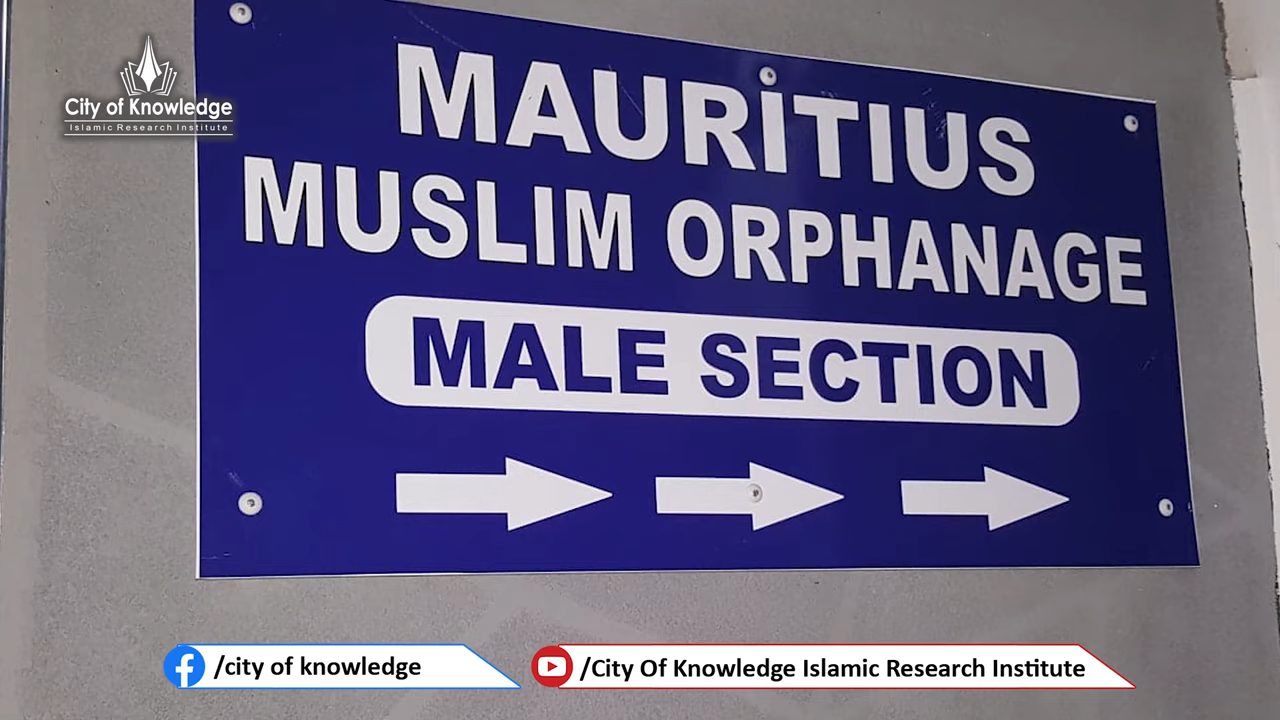 City of Knowledge
Islamic Research Institute
MAURITIUS
MUSLIM ORPHANAGE
MALE SECTION
/city of knowledge
/City Of Knowledge Islamic Research Institute